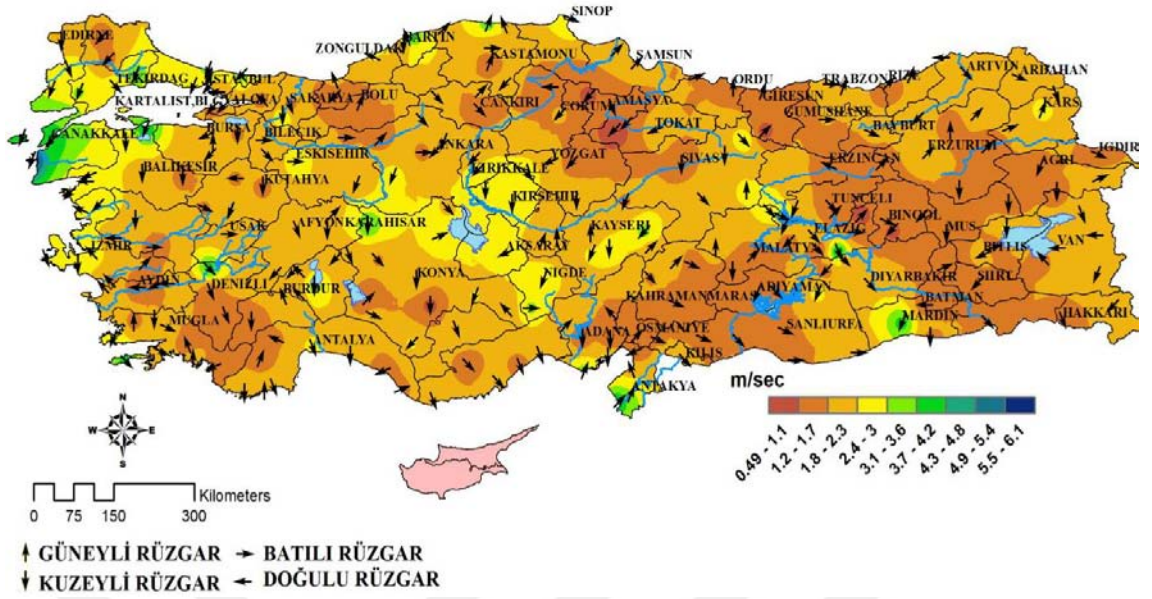 SINOP
EDIRNE
BARTIN
ZONGULDAK
KASTAMONU
SAMSUN
ARTVIN
TEKIRDAG
ISTANBUL
ORDU
TRABZON
RIZE
ARDAHAN
KARTALIST,BLG
YALOVA
SAKARYA
BOLU
CANKIRI
CORUM
AMASYA
GIRESUN
GUMUSHANE
KARS
CANAKKALE
BURSA
BILECIK
TOKAT
BAYBURT
ANKARA
ESKISEHIR
ERZURUM
BALIKESIR
KIRIKKALE
YOZGAT
SIVAS
ERZINCAN
IGDIR
AGRI
KUTAHYA
KIRSEHIR
TUNCELI
AFYONKARAHISAR
BINGOL
USAK
KAYSERI
ELAZIG
MUS
IZMIR
AKSARAY
MALATYA
BITLIS
VAN
KONYA
NIGDE
AYDIN
DENIZLI
BURDUR
DIYARBAKIR
SIIRT
KAHRAMANMARAS
ADIYAMAN
BATMAN
MUGLA
ADANA
OSMANIYE
SANLIURFA
MARDIN
HAKKARI
ANTALYA
KILIS
ANTAKYA
m/sec
0.49 - 1.1
1.2 - 1.7
1.8 - 2.3
2.4 - 3
3.1 - 3.6
3.7 - 4.2
4.3 - 4.8
4.9 - 5.4
5.5 - 6.1
N
W E
S
Kilometers
0 75 150 300
GÜNEYLİ RÜZGAR BATILI RÜZGAR
KUZEYLİ RÜZGAR DOĞULU RÜZGAR